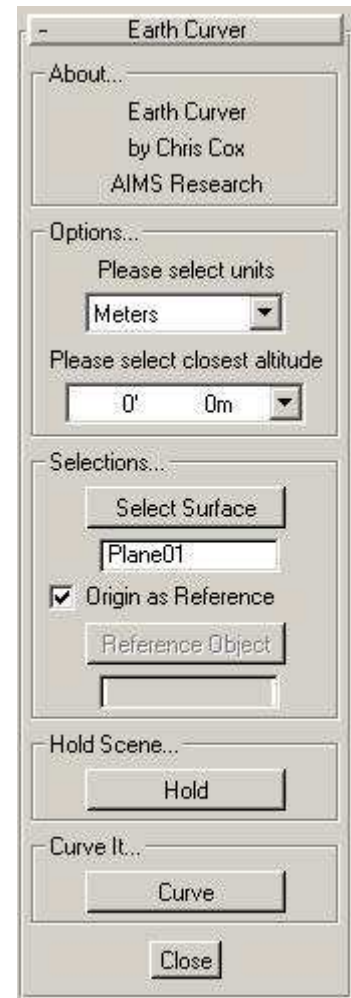 - Earth Curver
About...
Earth Curver
by Chris Cox
AIMS Research
Options...
Please select units
Meters
Please select closest altitude
0' 0m
Selections...
Select Surface
Plane01
Origin as Reference
Reference Object
Hold Scene...
Hold
Curve It...
Curve
Close